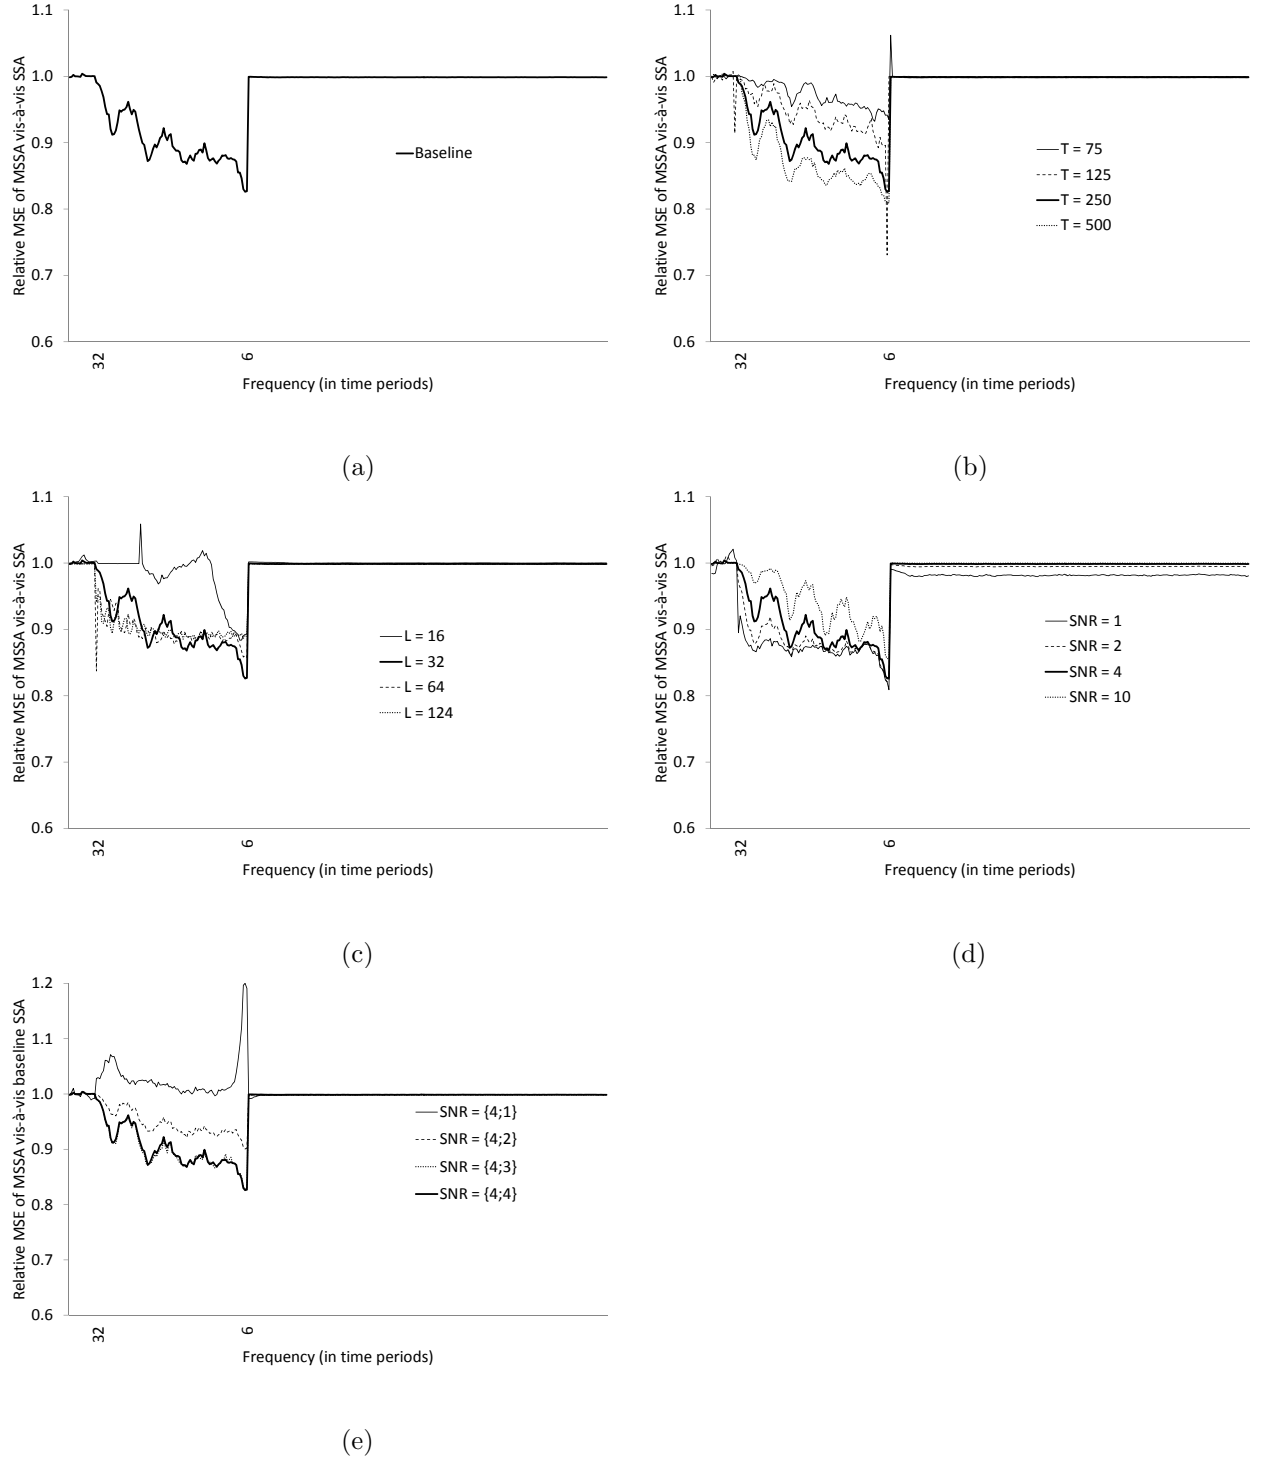 Relative MSE of MSSA vis-à-vis SSA
1.1
1.0
0.9
0.8
0.7
0.6
Baseline
32
6
Frequency (in time periods)
(a)
Relative MSE of MSSA vis-à-vis SSA
1.1
1.0
0.9
0.8
0.7
0.6
T = 75
T = 125
T = 250
T = 500
32
6
Frequency (in time periods)
(b)
Relative MSE of MSSA vis-à-vis SSA
1.1
1.0
0.9
0.8
0.7
0.6
L = 16
L = 32
L = 64
L = 124
32
6
Frequency (in time periods)
(c)
Relative MSE of MSSA vis-à-vis SSA
1.1
1.0
0.9
0.8
0.7
0.6
SNR = 1
SNR = 2
SNR = 4
SNR = 10
32
6
Frequency (in time periods)
(d)
Relative MSE of MSSA vis-à-vis baseline SSA
1.2
1.1
1.0
0.9
0.8
0.7
0.6
SNR = {4;1}
SNR = {4;2}
SNR = {4;3}
SNR = {4;4}
32
6
Frequency (in time periods)
(e)